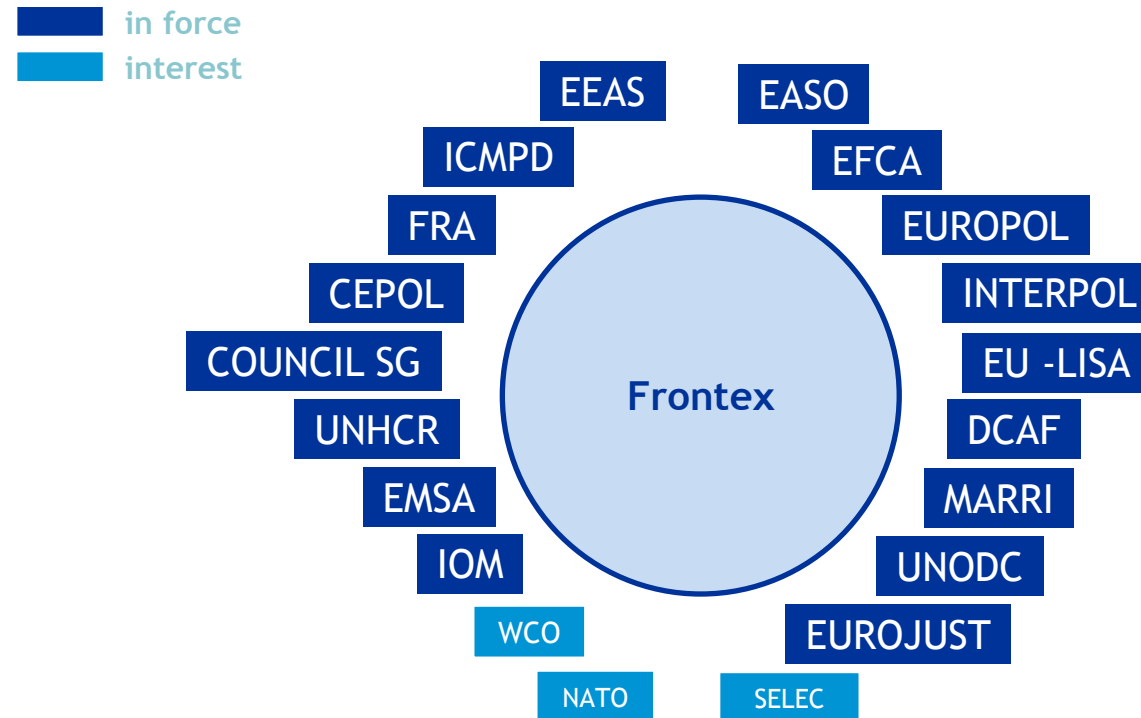 in force
interest
EEAS
EASO
ICMPD
EFCA
FRA
EUROPOL
CEPOL
INTERPOL
COUNCIL SG
EU -LISA
Frontex
UNHCR
DCAF
EMSA
MARRI
IOM
UNODC
WCO
EUROJUST
NATO
SELEC